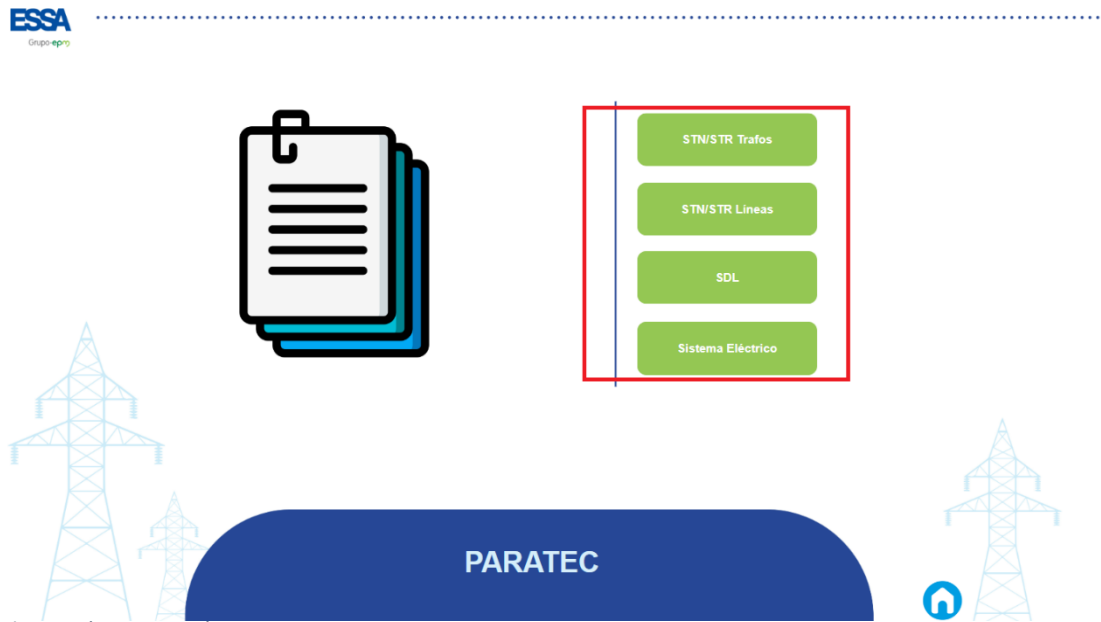 ESSA
Grupo·epm
STN/STR Trafos
STN/STR Lineas
SDL
Sistema Eléctrico
PARATEC